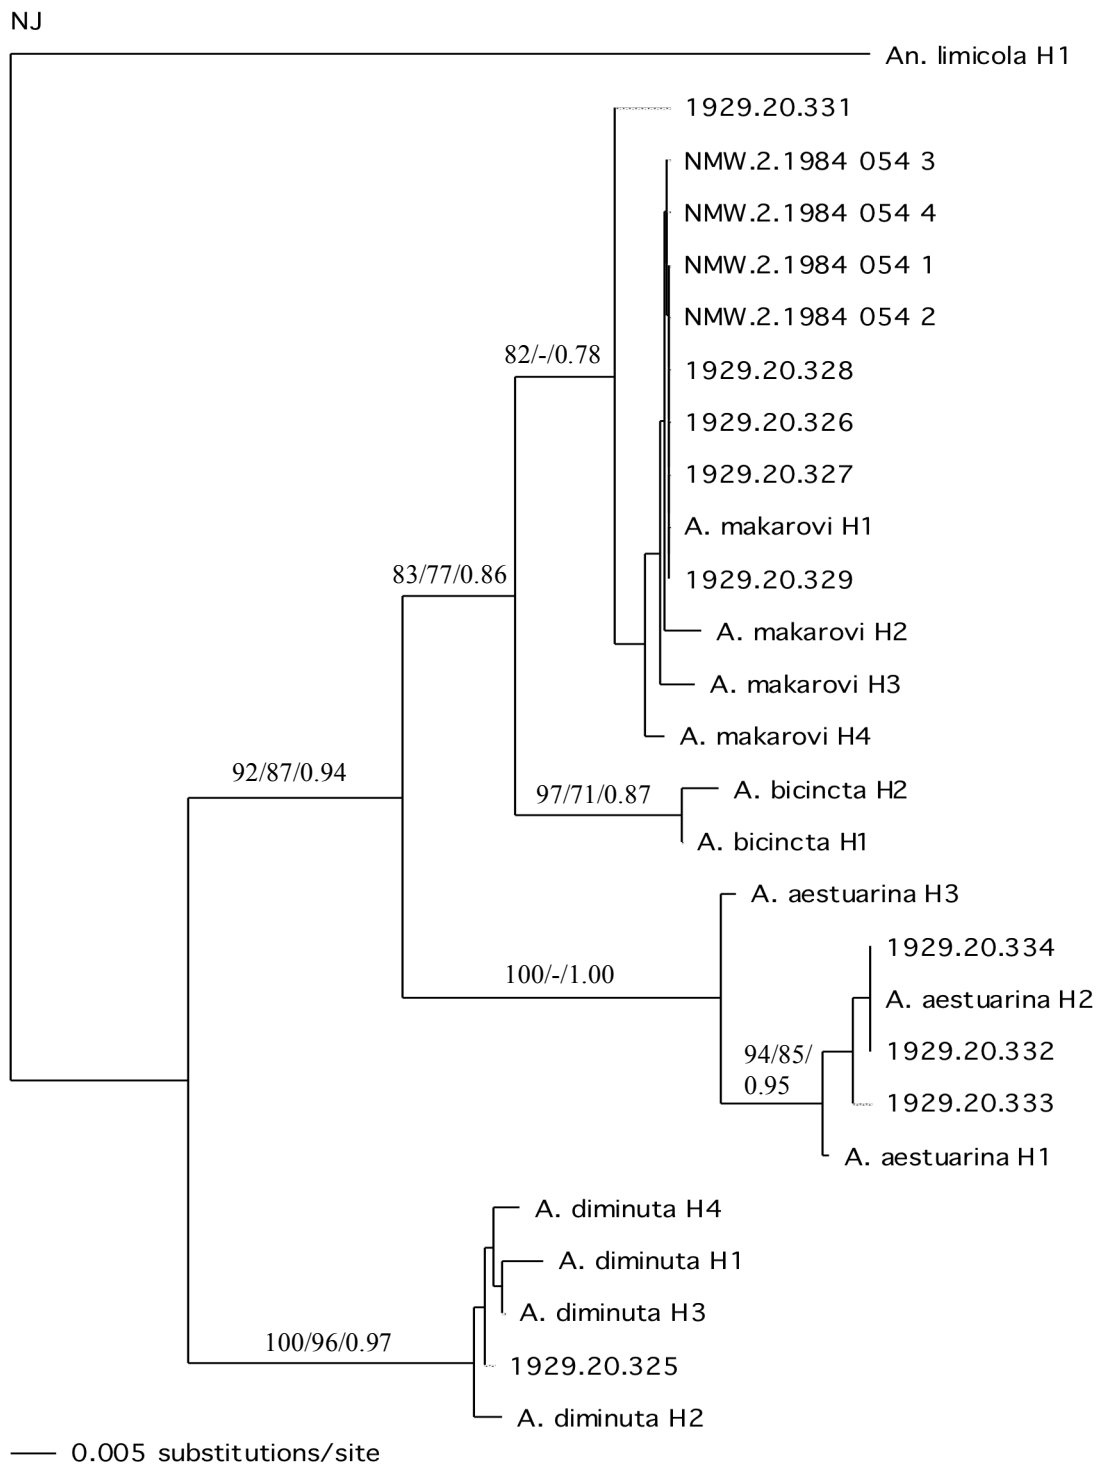 NJ
An. limicola H1
1929.20.331
NMW.2.1984 054 3
NMW.2.1984 054 4
NMW.2.1984 054 1
NMW.2.1984 054 2
82/-/0.78
1929.20.328
1929.20.326
1929.20.327
A. makarovi H1
83/77/0.86
1929.20.329
A. makarovi H2
A. makarovi H3
A. makarovi H4
92/87/0.94
97/71/0.87
A. bicincta H2
A. bicincta H1
A. aestuarina H3
1929.20.334
100/-/1.00
A. aestuarina H2
94/85/
0.95
1929.20.332
1929.20.333
A. aestuarina H1
A. diminuta H4
A. diminuta H1
A. diminuta H3
100/96/0.97
1929.20.325
A. diminuta H2
0.005 substitutions/site